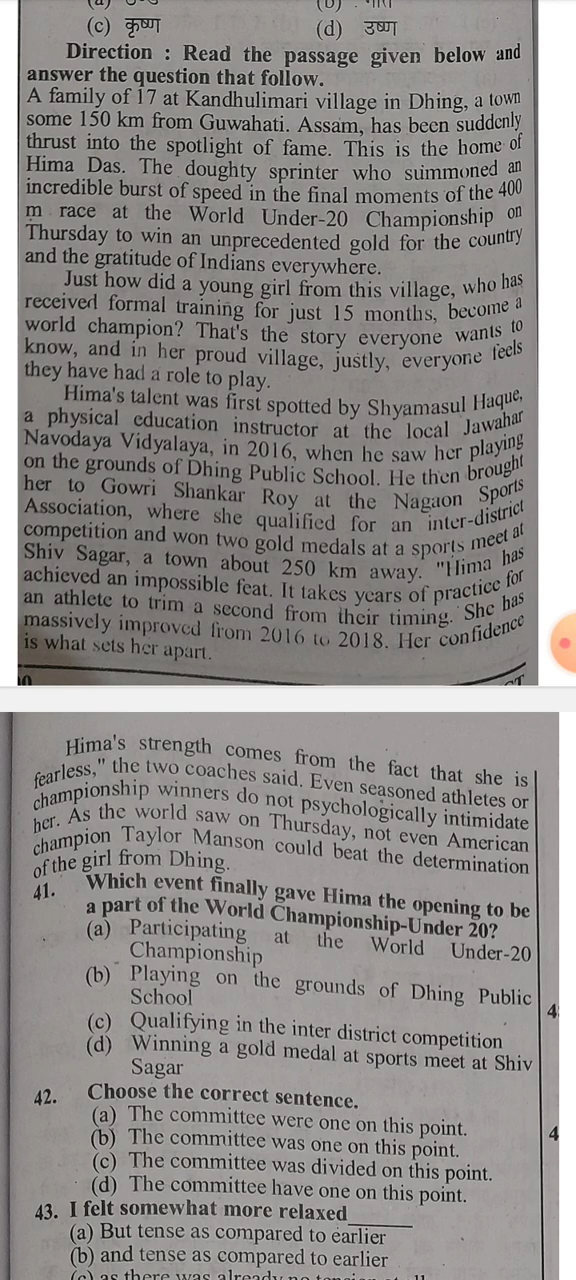 (c) कृष्ण (d) उष्ण
Direction : Read the passage given below and
answer the question that follow.
A family of 17 at Kandhulimari village in Dhing, a town
some 150 km from Guwahati. Assam, has been suddenly
thrust into the spotlight of fame. This is the home of
Hima Das. The doughty sprinter who summoned an
incredible burst of speed in the final moments of the 400
m race at the World Under-20 Championship on
Thursday to win an unprecedented gold for the country
and the gratitude of Indians everywhere.
Just how did a young girl from this village, who has
received formal training for just 15 months, become a
world champion? That's the story everyone wants to
know, and in her proud village, justly, everyone feels
they have had a role to play.
Hima's talent was first spotted by Shyamasul Haque,
a physical education instructor at the local Jawahar
Navodaya Vidyalaya, in 2016, when he saw her playing
on the grounds of Dhing Public School. He then brought
her to Gowri Shankar Roy at the Nagaon Sports
Association, where she qualified for an inter-district
competition and won two gold medals at a sports meet at
Shiv Sagar, a town about 250 km away. "Hima has
achieved an impossible feat. It takes years of practice for
an athlete to trim a second from their timing. She has
massively improved from 2016 to 2018. Her confidence
is what sets her apart.
Hima's strength comes from the fact that she is
fearless," the two coaches said. Even seasoned athletes or
championship winners do not psychologically intimidate
her. As the world saw on Thursday, not even American
champion Taylor Manson could beat the determination
of the girl from Dhing.
41. Which event finally gave Hima the opening to be
a part of the World Championship-Under 20?
(a) Participating at the World Under-20
Championship
(b) Playing on the grounds of Dhing Public
School
(c) Qualifying in the inter district competition
(d) Winning a gold medal at sports meet at Shiv
Sagar
42. Choose the correct sentence.
(a) The committee were one on this point.
(b) The committee was one on this point.
(c) The committee was divided on this point.
(d) The committee have one on this point.
43. I felt somewhat more relaxed ______
(a) But tense as compared to earlier
(b) and tense as compared to earlier
(c) as there was already no tension at all